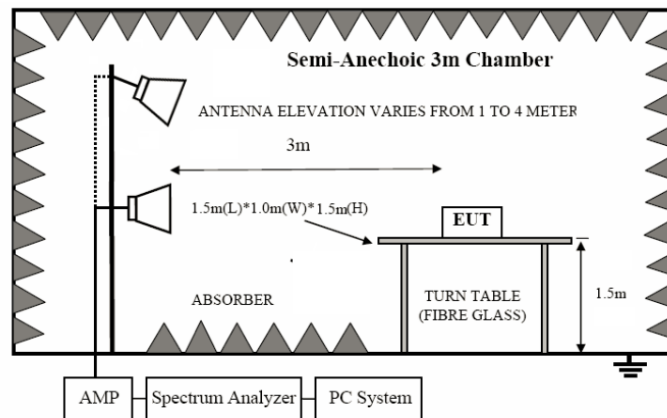 Semi-Anechoic 3m Chamber
ANTENNA ELEVATION VARIES FROM 1 TO 4 METER
3m
1.5m(L)*1.0m(W)*1.5m(H)
EUT
ABSORBER
TURN TABLE
(FIBRE GLASS)
1.5m
AMP
Spectrum Analyzer
PC System